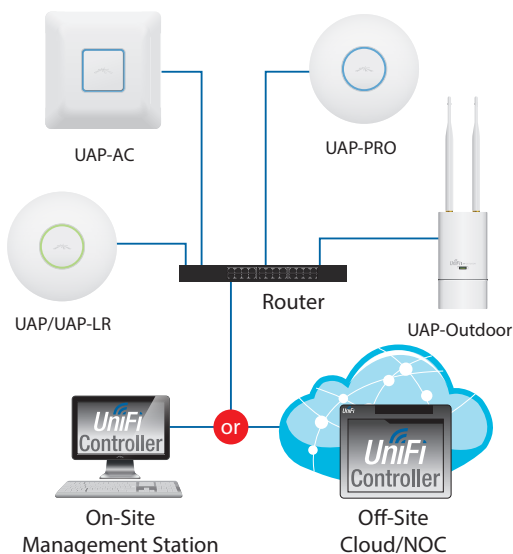 UAP-AC
UAP-PRO
UAP/UAP-LR
UniFi
Router
UAP-Outdoor
or
UniFi
Controller
UniFi
UniFi
Controller
On-Site
Management Station
Off-Site
Cloud/NOC